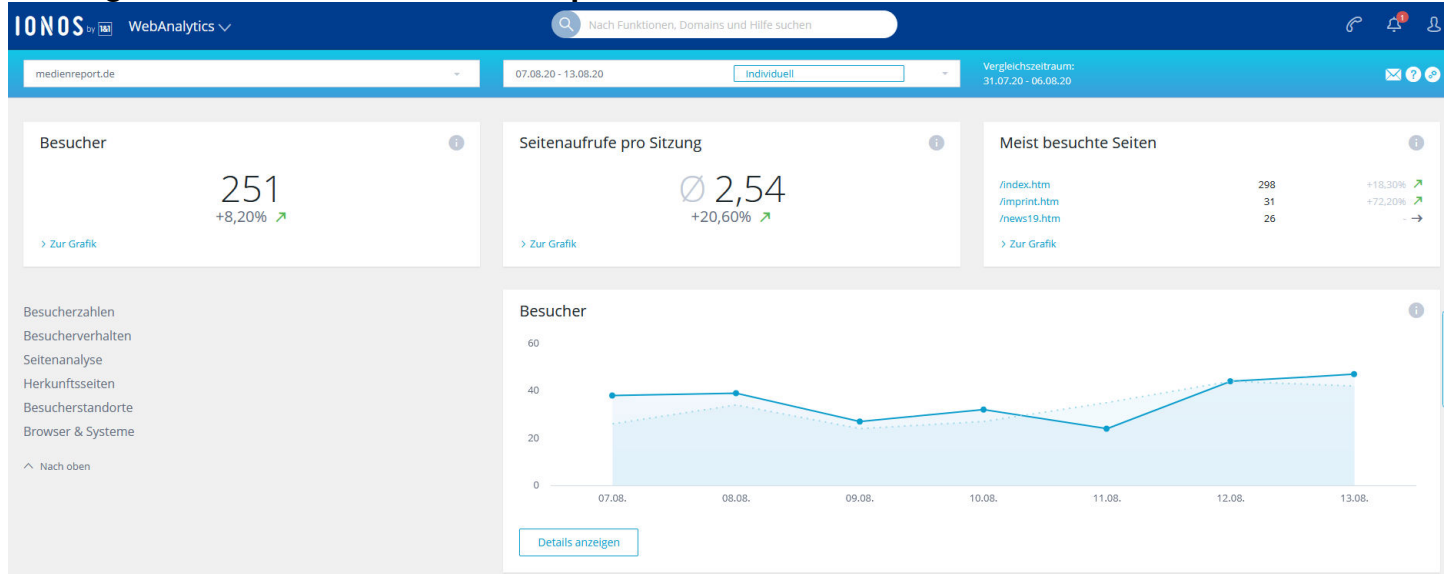 IONOS by 1&1 WebAnalytics
Nach Funktionen, Domains und Hilfe suchen
1
medienreport.de
07.08.20 - 13.08.20
Individuell
Vergleichszeitraum:
31.07.20 - 06.08.20
Besucher
251
+8,20%
> Zur Grafik
Seitenaufrufe pro Sitzung
Ø 2,54
+20,60%
> Zur Grafik
Meist besuchte Seiten
/index.htm 298 +18,30%
/imprint.htm 31 +72,20%
/news19.htm 26 -
> Zur Grafik
Besucherzahlen
Besucherverhalten
Seitenanalyse
Herkunftsseiten
Besucherstandorte
Browser & Systeme
Nach oben
Besucher
60
40
20
0
07.08. 08.08. 09.08. 10.08. 11.08. 12.08. 13.08.
Details anzeigen